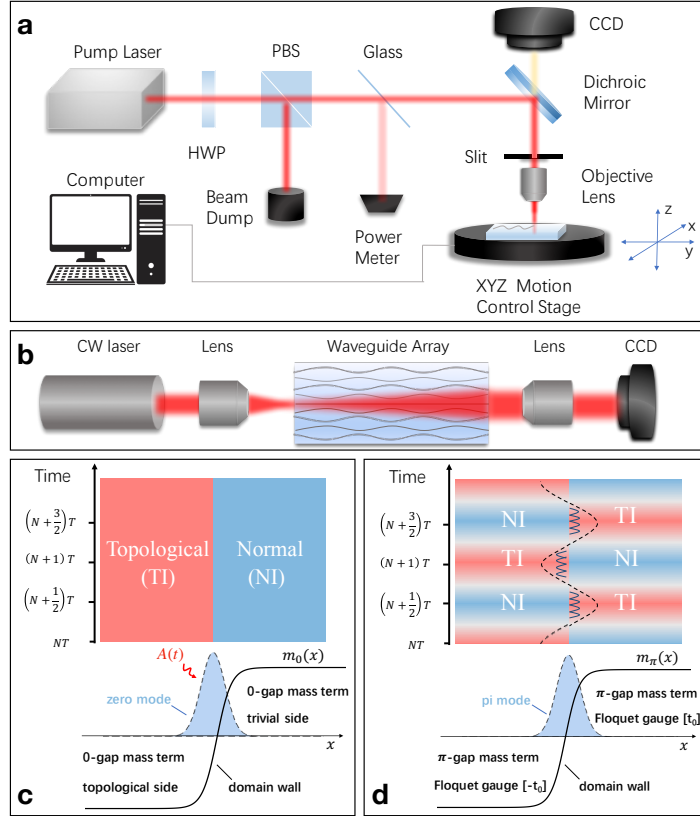 a
Pump Laser
PBS
Glass
CCD
Dichroic
Mirror
HWP
Slit
Objective
Lens
Computer
Beam
Dump
Power
Meter
z
x
y
XYZ Motion
Control Stage
b
CW laser
Lens
Waveguide Array
Lens
CCD
Time
(N + 3/2) T
(N + 1) T
(N + 1/2) T
NT
Topological
(TI)
Normal
(NI)
A(t)
m₀(x)
zero mode
0-gap mass term
trivial side
x
0-gap mass term
topological side
domain wall
c
Time
(N + 3/2) T
(N + 1) T
(N + 1/2) T
NT
NI
TI
TI
NI
NI
TI
mπ(x)
pi mode
π-gap mass term
Floquet gauge [t₀]
x
π-gap mass term
Floquet gauge [-t₀]
domain wall
d